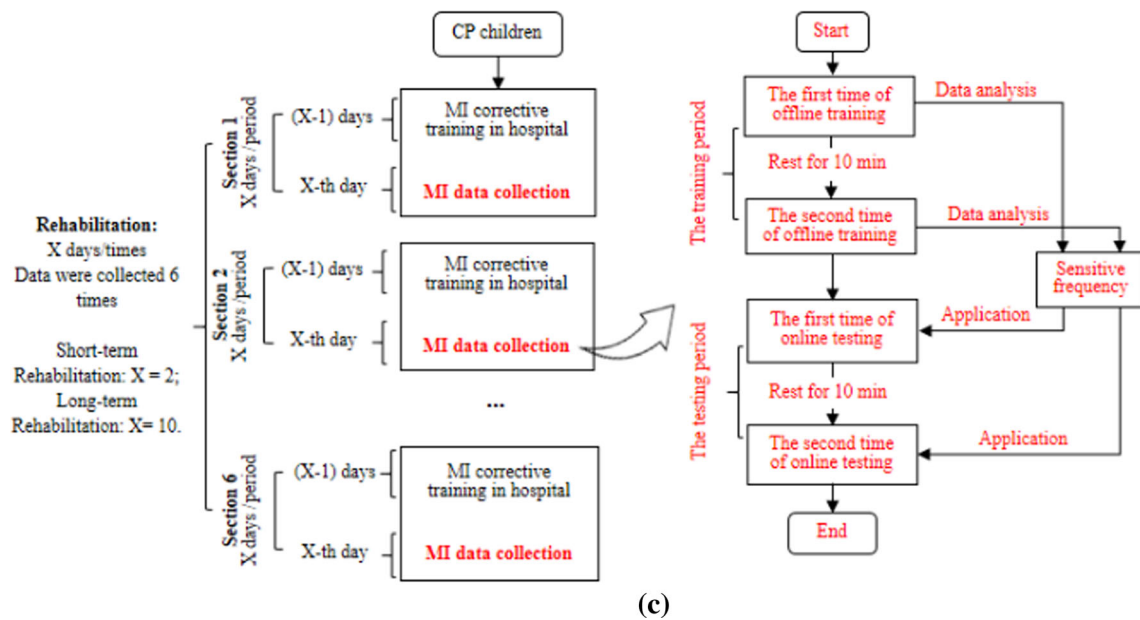 CP children
Rehabilitation:
X days/times
Data were collected 6
times
Short-term
Rehabilitation: X = 2;
Long-term
Rehabilitation: X= 10.
Section 1
X days /period
(X-1) days
MI corrective
training in hospital
X-th day
MI data collection
Section 2
X days /period
(X-1) days
MI corrective
training in hospital
X-th day
MI data collection
...
Section 6
X days /period
(X-1) days
MI corrective
training in hospital
X-th day
MI data collection
Start
The training period
The first time of
offline training
Data analysis
Rest for 10 min
The second time
of offline training
Data analysis
Sensitive
frequency
The testing period
The first time of
online testing
Application
Rest for 10 min
The second time
of online testing
Application
End
(c)